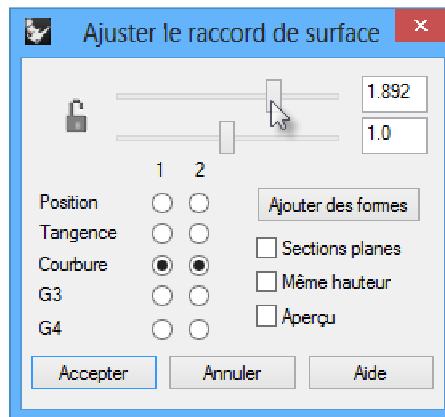 Ajuster le raccord de surface
1.892
1.0
1 2
Position
Tangence
Courbure
G3
G4
Ajouter des formes
Sections planes
Même hauteur
Aperçu
Accepter Annuler Aide